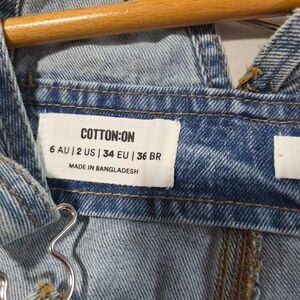 COTTON:ON
6 AU | 2 US | 34 EU | 36 BR
MADE IN BANGLADESH